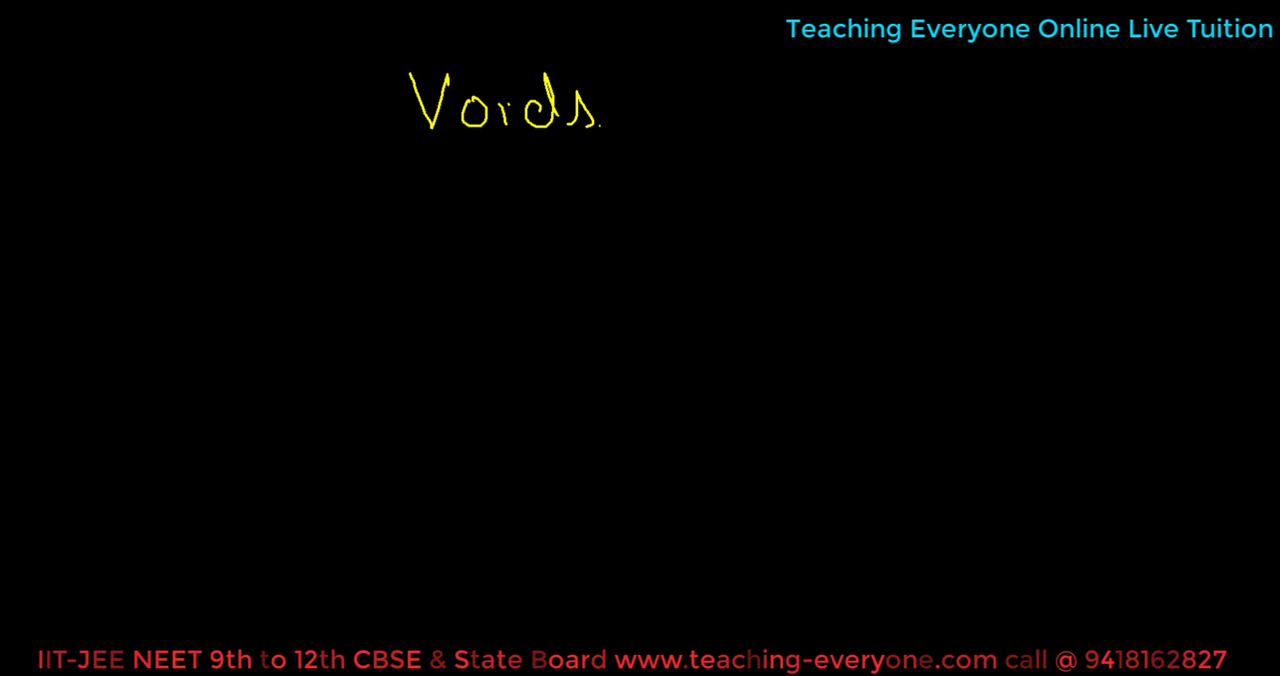 Teaching Everyone Online Live Tuition
Voids.
IIT-JEE NEET 9th to 12th CBSE & State Board www.teaching-everyone.com call @ 9418162827